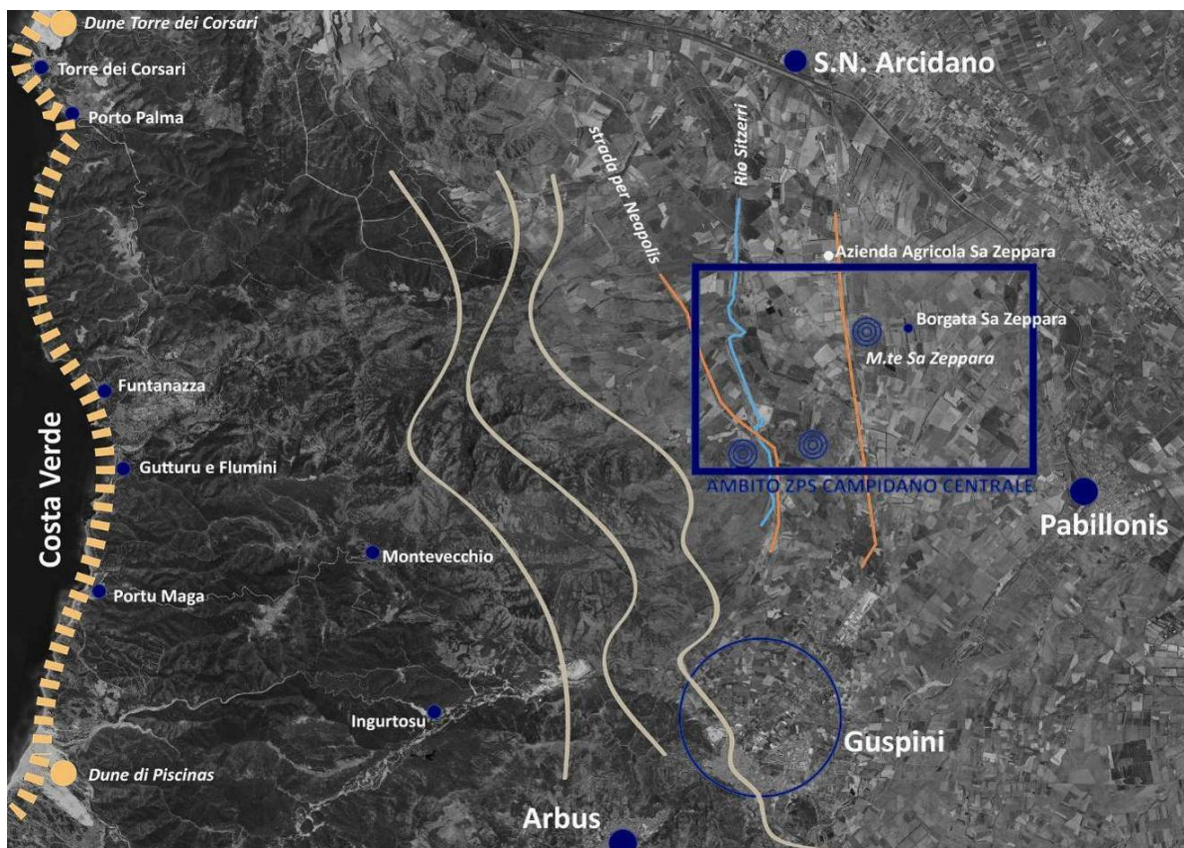 Dune Torre dei Corsari
Torre dei Corsari
Porto Palma
S.N. Arcidano
strada per Neapolis
Rio Sitzerri
Azienda Agricola Sa Zeppara
Borgata Sa Zeppara
M.te Sa Zeppara
Funtanazza
Costa Verde
Gutturu e Flumini
AMBITO ZPS CAMPIDANO CENTRALE
Pabillonis
Montevecchio
Portu Maga
Ingurtosu
Guspini
Dune di Piscinas
Arbus